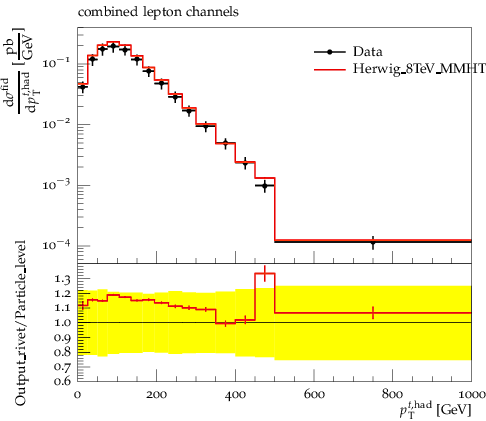 combined lepton channels
dσ^fid / dp_T^{t,had} [pb/GeV]
10^−1
10^−2
10^−3
10^−4
Data
Herwig_8TeV_MMHT
Output_rivet/Particle_level
1.3
1.2
1.1
1.0
0.9
0.8
0.7
0.6
0 200 400 600 800 1000
p_T^{t,had} [GeV]